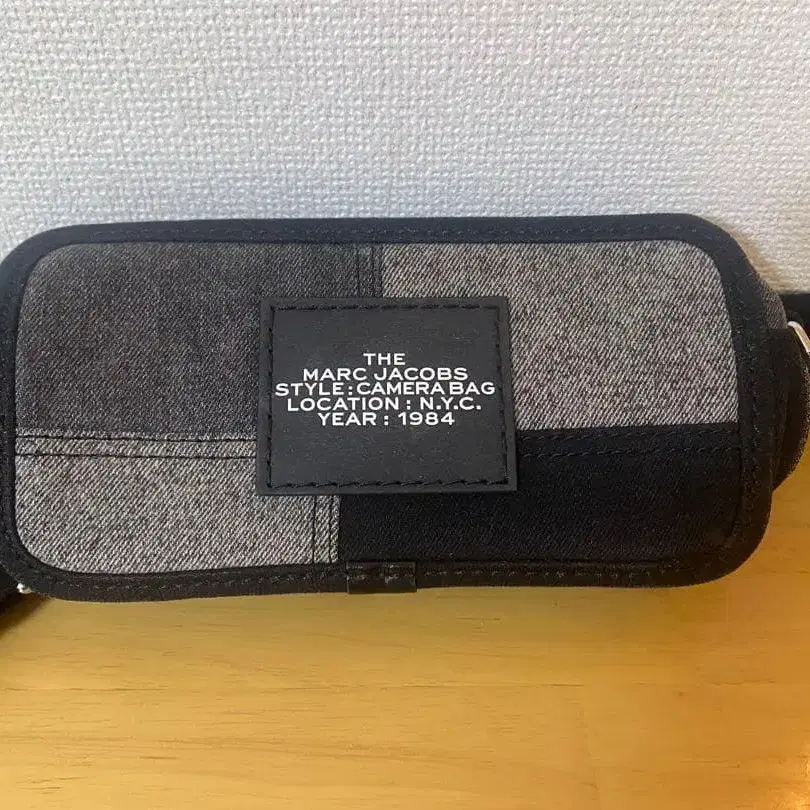 THE
MARC JACOBS
STYLE : CAMERA BAG
LOCATION : N.Y.C.
YEAR : 1984